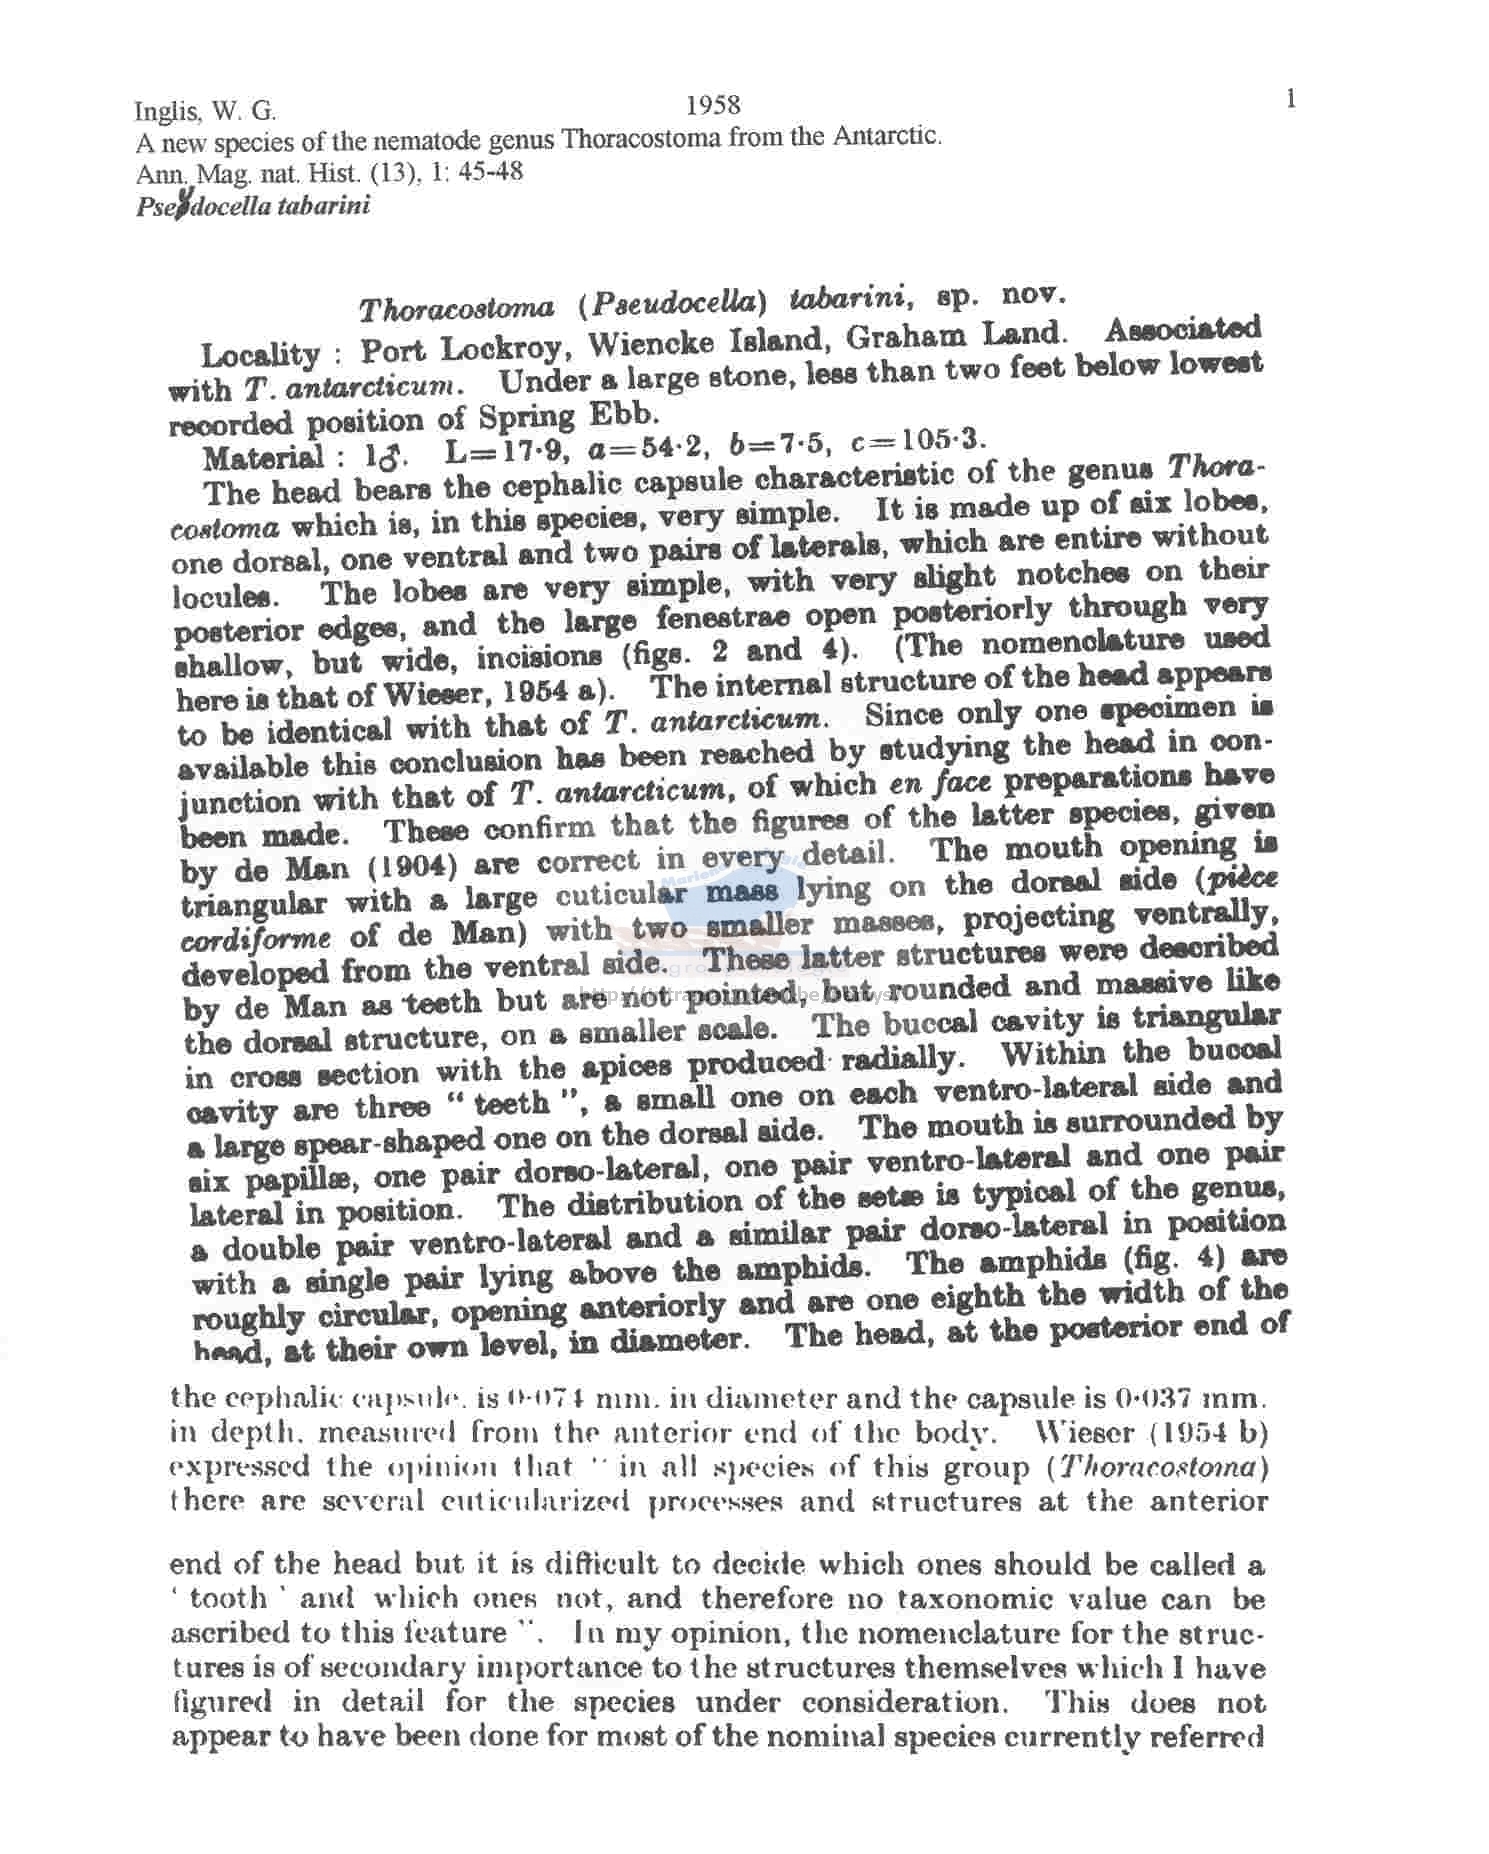 Inglis, W. G. 1958 1
A new species of the nematode genus Thoracostoma from the Antarctic.
Ann. Mag. nat. Hist. (13), 1: 45-48
Pseudocella tabarini
Thoracostoma (Pseudocella) tabarini, sp. nov.
Locality : Port Lockroy, Wiencke Island, Graham Land. Associated
with T. antarcticum. Under a large stone, less than two feet below lowest
recorded position of Spring Ebb.
Material : 1♂. L=17·9, a=54·2, b=7·5, c=105·3.
The head bears the cephalic capsule characteristic of the genus Thora-
costoma which is, in this species, very simple. It is made up of six lobes,
one dorsal, one ventral and two pairs of laterals, which are entire without
locules. The lobes are very simple, with very slight notches on their
posterior edges, and the large fenestrae open posteriorly through very
shallow, but wide, incisions (figs. 2 and 4). (The nomenclature used
here is that of Wieser, 1954 a). The internal structure of the head appears
to be identical with that of T. antarcticum. Since only one specimen is
available this conclusion has been reached by studying the head in con-
junction with that of T. antarcticum, of which en face preparations have
been made. These confirm that the figures of the latter species, given
by de Man (1904) are correct in every detail. The mouth opening is
triangular with a large cuticular mass lying on the dorsal side (pièce
cordiforme of de Man) with two smaller masses, projecting ventrally,
developed from the ventral side. These latter structures were described
by de Man as teeth but are not pointed, but rounded and massive like
the dorsal structure, on a smaller scale. The buccal cavity is triangular
in cross section with the apices produced radially. Within the buccal
cavity are three “ teeth ”, a small one on each ventro-lateral side and
a large spear-shaped one on the dorsal side. The mouth is surrounded by
six papillæ, one pair dorso-lateral, one pair ventro-lateral and one pair
lateral in position. The distribution of the setæ is typical of the genus,
a double pair ventro-lateral and a similar pair dorso-lateral in position
with a single pair lying above the amphids. The amphids (fig. 4) are
roughly circular, opening anteriorly and are one eighth the width of the
head, at their own level, in diameter. The head, at the posterior end of
the cephalic capsule, is 0·074 mm. in diameter and the capsule is 0·037 mm.
in depth, measured from the anterior end of the body. Wieser (1954 b)
expressed the opinion that “ in all species of this group (Thoracostoma)
there are several cuticularized processes and structures at the anterior
end of the head but it is difficult to decide which ones should be called a
‘ tooth ’ and which ones not, and therefore no taxonomic value can be
ascribed to this feature ”. In my opinion, the nomenclature for the struc-
tures is of secondary importance to the structures themselves which I have
figured in detail for the species under consideration. This does not
appear to have been done for most of the nominal species currently referred